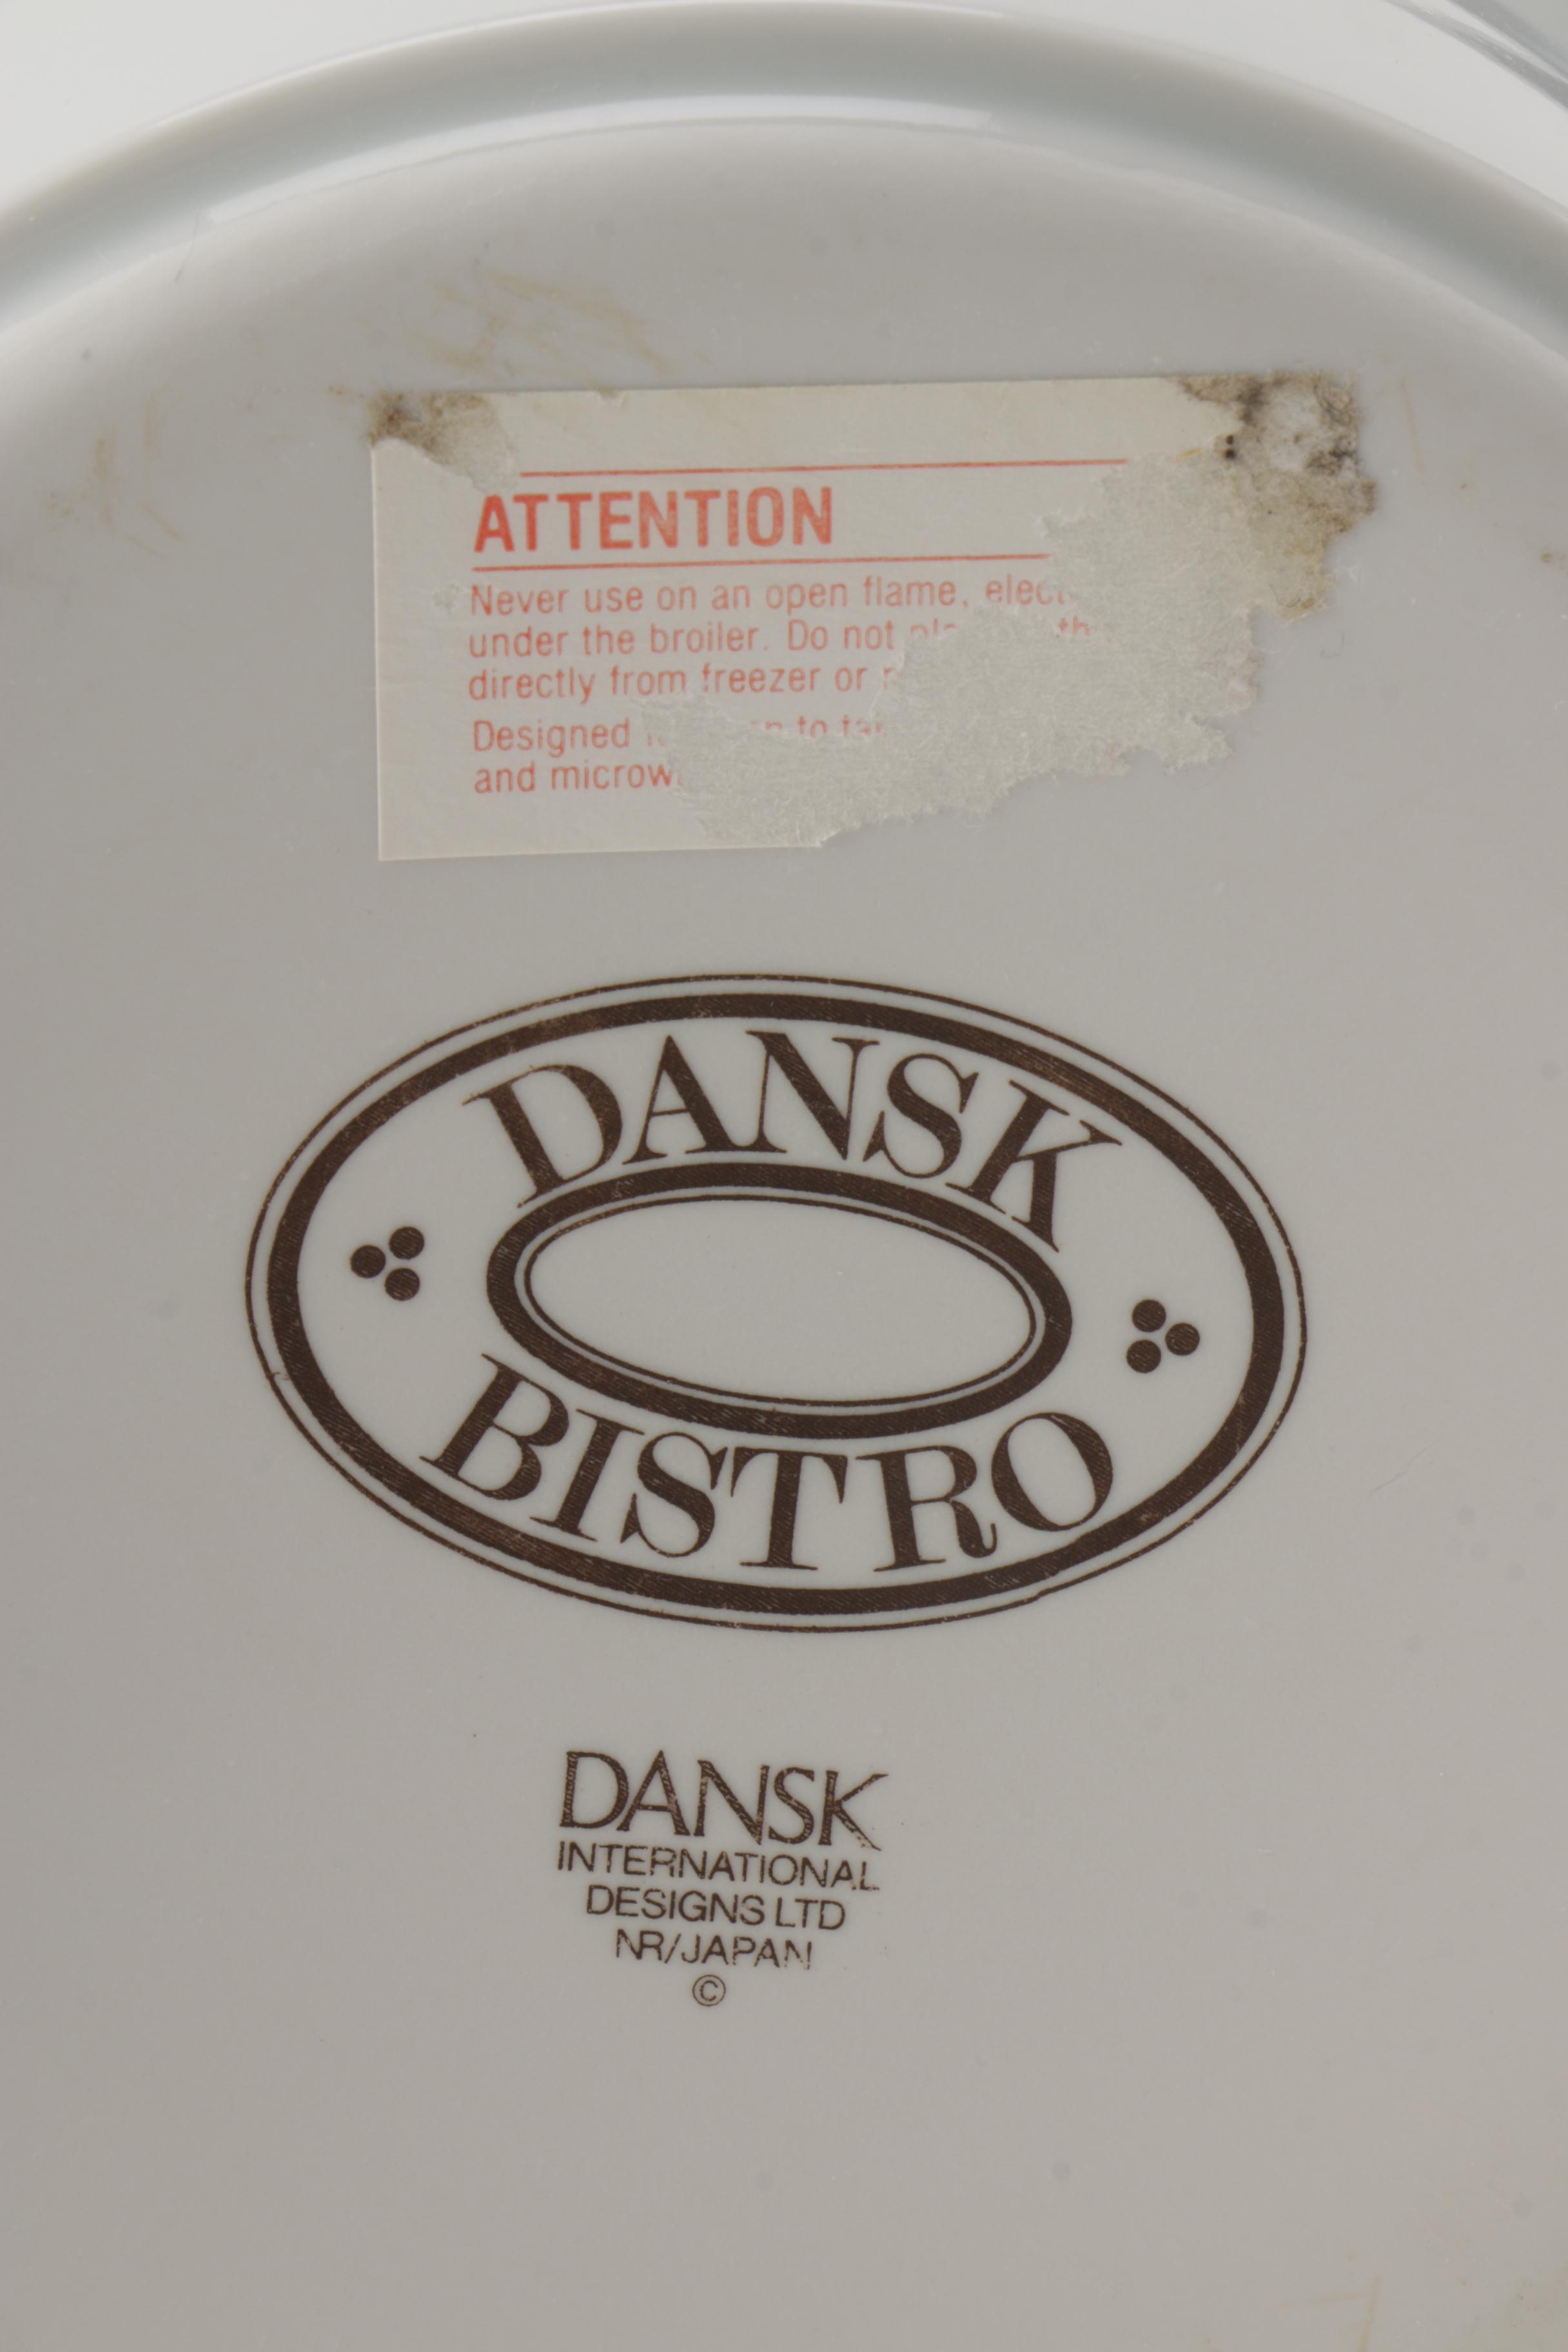 ATTENTION
Never use on an open flame,
under the broiler. Do not
directly from freezer or
Designed to
and
DANSK
BISTRO
DANSK
INTERNATIONAL
DESIGNS LTD
NR/JAPAN
©